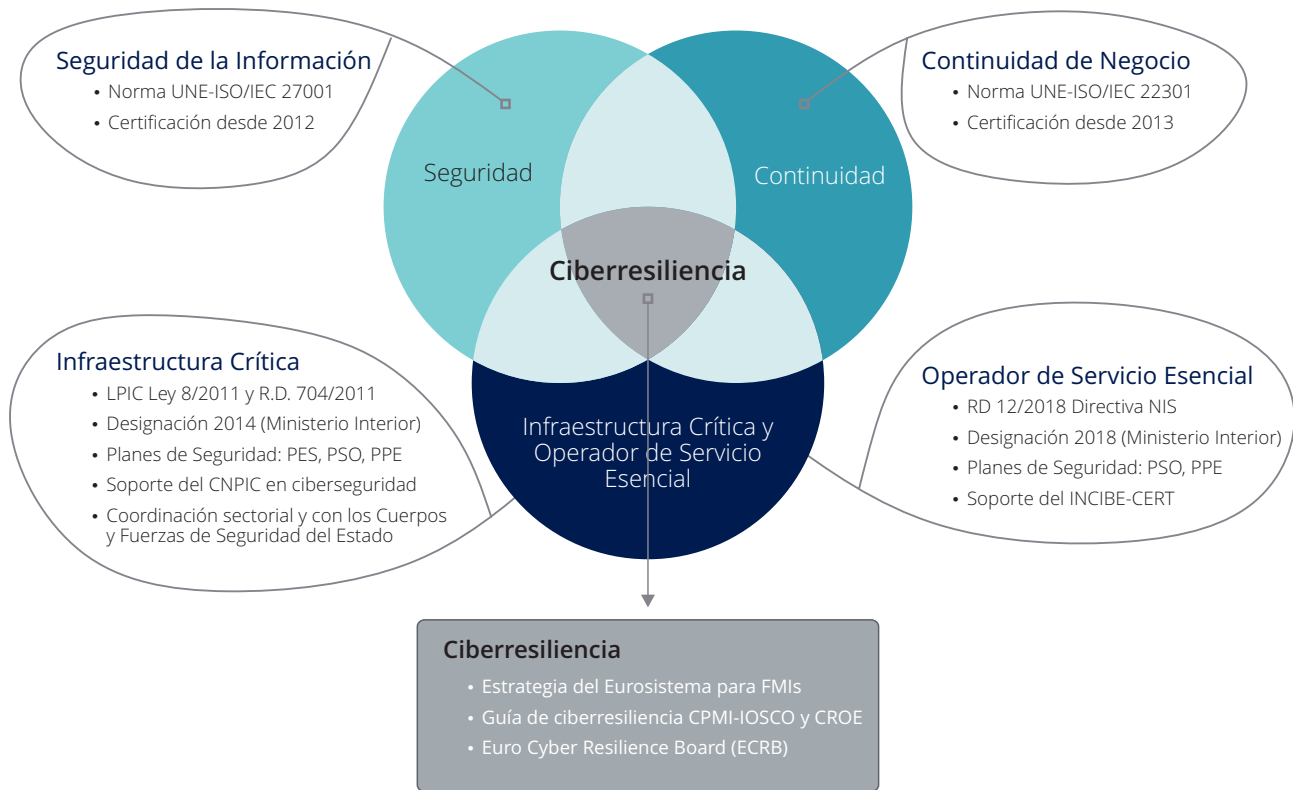 Seguridad de la Información
• Norma UNE-ISO/IEC 27001
• Certificación desde 2012
Continuidad de Negocio
• Norma UNE-ISO/IEC 22301
• Certificación desde 2013
Seguridad
Continuidad
Ciberresiliencia
Infraestructura Crítica y
Operador de Servicio
Esencial
Infraestructura Crítica
• LPIC Ley 8/2011 y R.D. 704/2011
• Designación 2014 (Ministerio Interior)
• Planes de Seguridad: PES, PSO, PPE
• Soporte del CNPIC en ciberseguridad
• Coordinación sectorial y con los Cuerpos
y Fuerzas de Seguridad del Estado
Operador de Servicio Esencial
• RD 12/2018 Directiva NIS
• Designación 2018 (Ministerio Interior)
• Planes de Seguridad: PSO, PPE
• Soporte del INCIBE-CERT
Ciberresiliencia
• Estrategia del Eurosistema para FMIs
• Guía de ciberresiliencia CPMI-IOSCO y CROE
• Euro Cyber Resilience Board (ECRB)